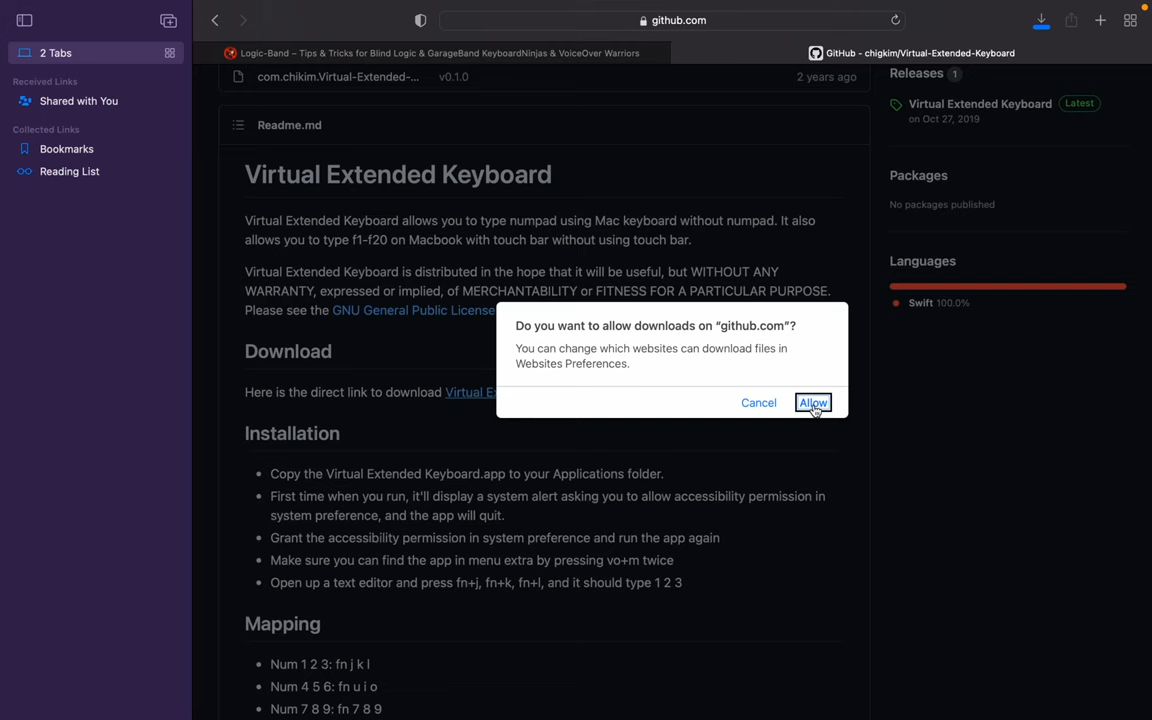 github.com
2 Tabs
Logic-Band – Tips & Tricks for Blind Logic & GarageBand KeyboardNinjas & VoiceOver Warriors
GitHub - chigkim/Virtual-Extended-Keyboard
Received Links
Shared with You
Collected Links
Bookmarks
Reading List
com.chikim.Virtual-Extended-... v0.1.0 2 years ago
Readme.md
Virtual Extended Keyboard
Virtual Extended Keyboard allows you to type numpad using Mac keyboard without numpad. It also
allows you to type f1-f20 on Macbook with touch bar without using touch bar.
Virtual Extended Keyboard is distributed in the hope that it will be useful, but WITHOUT ANY
WARRANTY, expressed or implied, of MERCHANTABILITY or FITNESS FOR A PARTICULAR PURPOSE.
Please see the GNU General Public License
Download
Here is the direct link to download Virtual E
Installation
Copy the Virtual Extended Keyboard.app to your Applications folder.
First time when you run, it'll display a system alert asking you to allow accessibility permission in
system preference, and the app will quit.
Grant the accessibility permission in system preference and run the app again
Make sure you can find the app in menu extra by pressing vo+m twice
Open up a text editor and press fn+j, fn+k, fn+l, and it should type 1 2 3
Mapping
Num 1 2 3: fn j k l
Num 4 5 6: fn u i o
Num 7 8 9: fn 7 8 9
Do you want to allow downloads on “github.com”?
You can change which websites can download files in
Websites Preferences.
Cancel Allow
Releases 1
Virtual Extended Keyboard Latest
on Oct 27, 2019
Packages
No packages published
Languages
Swift 100.0%